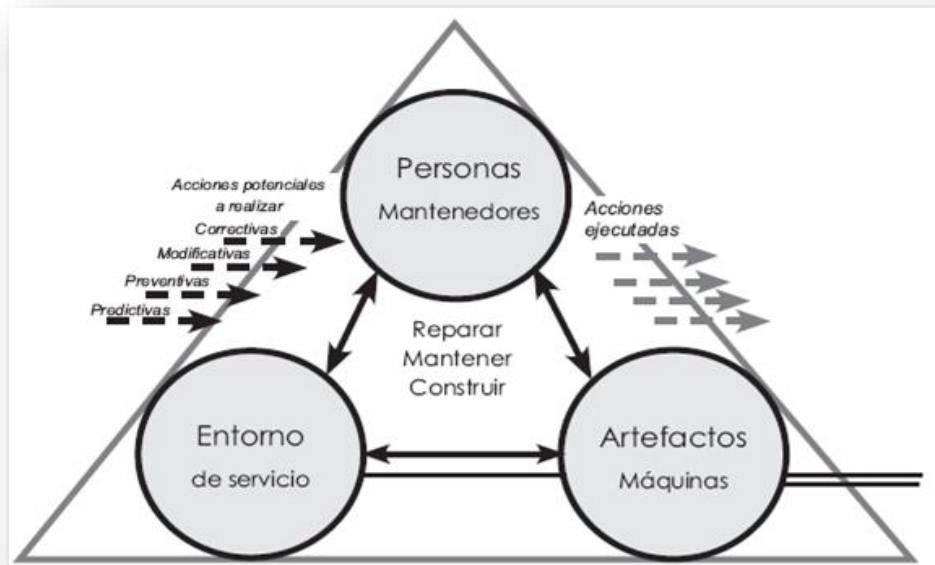 Personas
Mantenedores
Acciones potenciales
a realizar
Correctivas
Modificativas
Preventivas
Predictivas
Acciones
ejecutadas
Reparar
Mantener
Construir
Entorno
de servicio
Artefactos
Máquinas